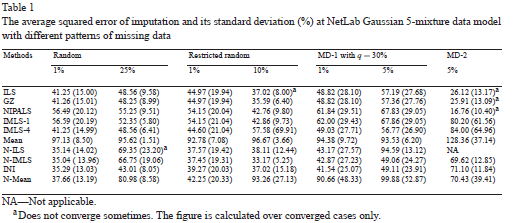 Table 1
The average squared error of imputation and its standard deviation (%) at NetLab Gaussian 5-mixture data model
with different patterns of missing data
Methods Random Restricted random MD-1 with q = 30% MD-2
1% 25% 1% 10% 1% 5% 5%
ILS 41.25 (15.00) 48.56 (9.58) 44.97 (19.94) 37.02 (8.00)a 48.82 (28.10) 57.19 (27.68) 26.12 (13.17)a
GZ 41.26 (15.01) 48.25 (8.99) 44.97 (19.94) 35.59 (6.40) 48.82 (28.10) 57.36 (27.76) 25.91 (13.09)a
NIPALS 56.49 (20.12) 55.25 (9.51) 54.15 (20.04) 42.76 (9.80) 61.84 (29.51) 67.83 (29.05) 16.76 (10.40)a
IMLS-1 56.59 (20.19) 52.35 (5.80) 54.15 (21.04) 42.86 (9.73) 62.00 (29.43) 67.86 (29.05) 80.20 (61.56)
IMLS-4 41.25 (14.99) 48.56 (6.41) 44.60 (21.04) 57.58 (69.91) 49.03 (27.71) 56.77 (26.90) 84.00 (64.96)
Mean 97.13 (8.50) 95.62 (1.51) 92.78 (7.08) 96.67 (3.66) 94.38 (9.72) 93.53 (6.20) 128.36 (37.14)
N-ILS 35.14 (14.02) 69.35 (23.20)a 37.57 (19.42) 38.11 (2.44) 43.17 (27.57) 94.59 (13.12) NA
N-IMLS 35.04 (13.96) 66.75 (19.06) 37.45 (19.31) 33.17 (5.25) 42.87 (27.23) 49.06 (24.27) 69.62 (12.85)
INI 35.29 (13.03) 43.01 (8.05) 39.27 (20.03) 37.02 (15.18) 41.54 (25.07) 49.11 (23.91) 71.10 (11.84)
N-Mean 37.66 (13.19) 80.98 (8.58) 42.25 (20.33) 93.26 (27.13) 90.66 (48.33) 99.88 (52.87) 70.43 (39.41)
NA—Not applicable.
a Does not converge sometimes. The figure is calculated over converged cases only.